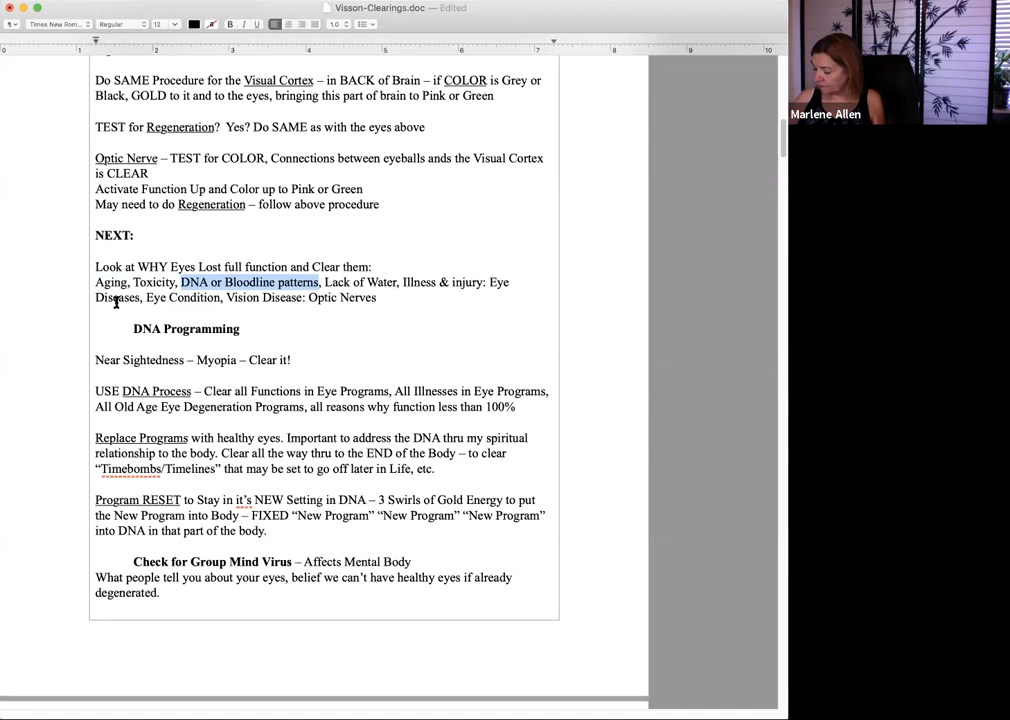 Visson-Clearings.doc — Edited
Times New Rom... Regular 12 B I U 1.0
0 1 2 3 4 5 6 7 8 9 10
Do SAME Procedure for the Visual Cortex – in BACK of Brain – if COLOR is Grey or
Black, GOLD to it and to the eyes, bringing this part of brain to Pink or Green
TEST for Regeneration? Yes? Do SAME as with the eyes above
Optic Nerve – TEST for COLOR, Connections between eyeballs ands the Visual Cortex
is CLEAR
Activate Function Up and Color up to Pink or Green
May need to do Regeneration – follow above procedure
NEXT:
Look at WHY Eyes Lost full function and Clear them:
Aging, Toxicity, DNA or Bloodline patterns, Lack of Water, Illness & injury: Eye
Diseases, Eye Condition, Vision Disease: Optic Nerves
DNA Programming
Near Sightedness – Myopia – Clear it!
USE DNA Process – Clear all Functions in Eye Programs, All Illnesses in Eye Programs,
All Old Age Eye Degeneration Programs, all reasons why function less than 100%
Replace Programs with healthy eyes. Important to address the DNA thru my spiritual
relationship to the body. Clear all the way thru to the END of the Body – to clear
“Timebombs/Timelines” that may be set to go off later in Life, etc.
Program RESET to Stay in it’s NEW Setting in DNA – 3 Swirls of Gold Energy to put
the New Program into Body – FIXED “New Program” “New Program” “New Program”
into DNA in that part of the body.
Check for Group Mind Virus – Affects Mental Body
What people tell you about your eyes, belief we can’t have healthy eyes if already
degenerated.
Marlene Allen